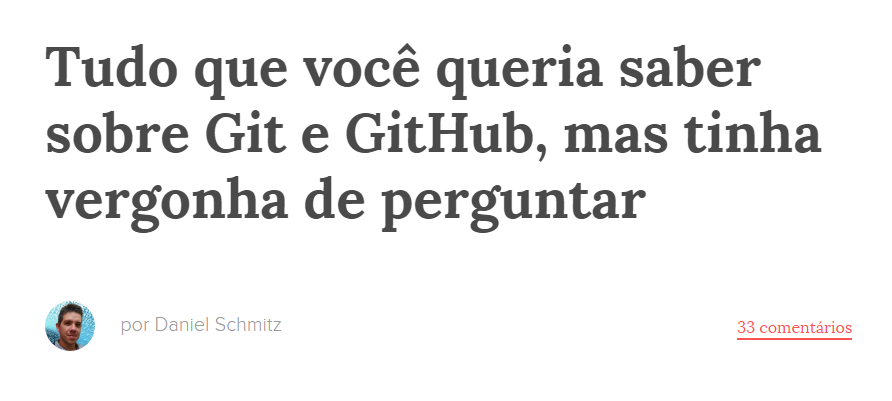 Tudo que você queria saber
sobre Git e GitHub, mas tinha
vergonha de perguntar
por Daniel Schmitz
33 comentários